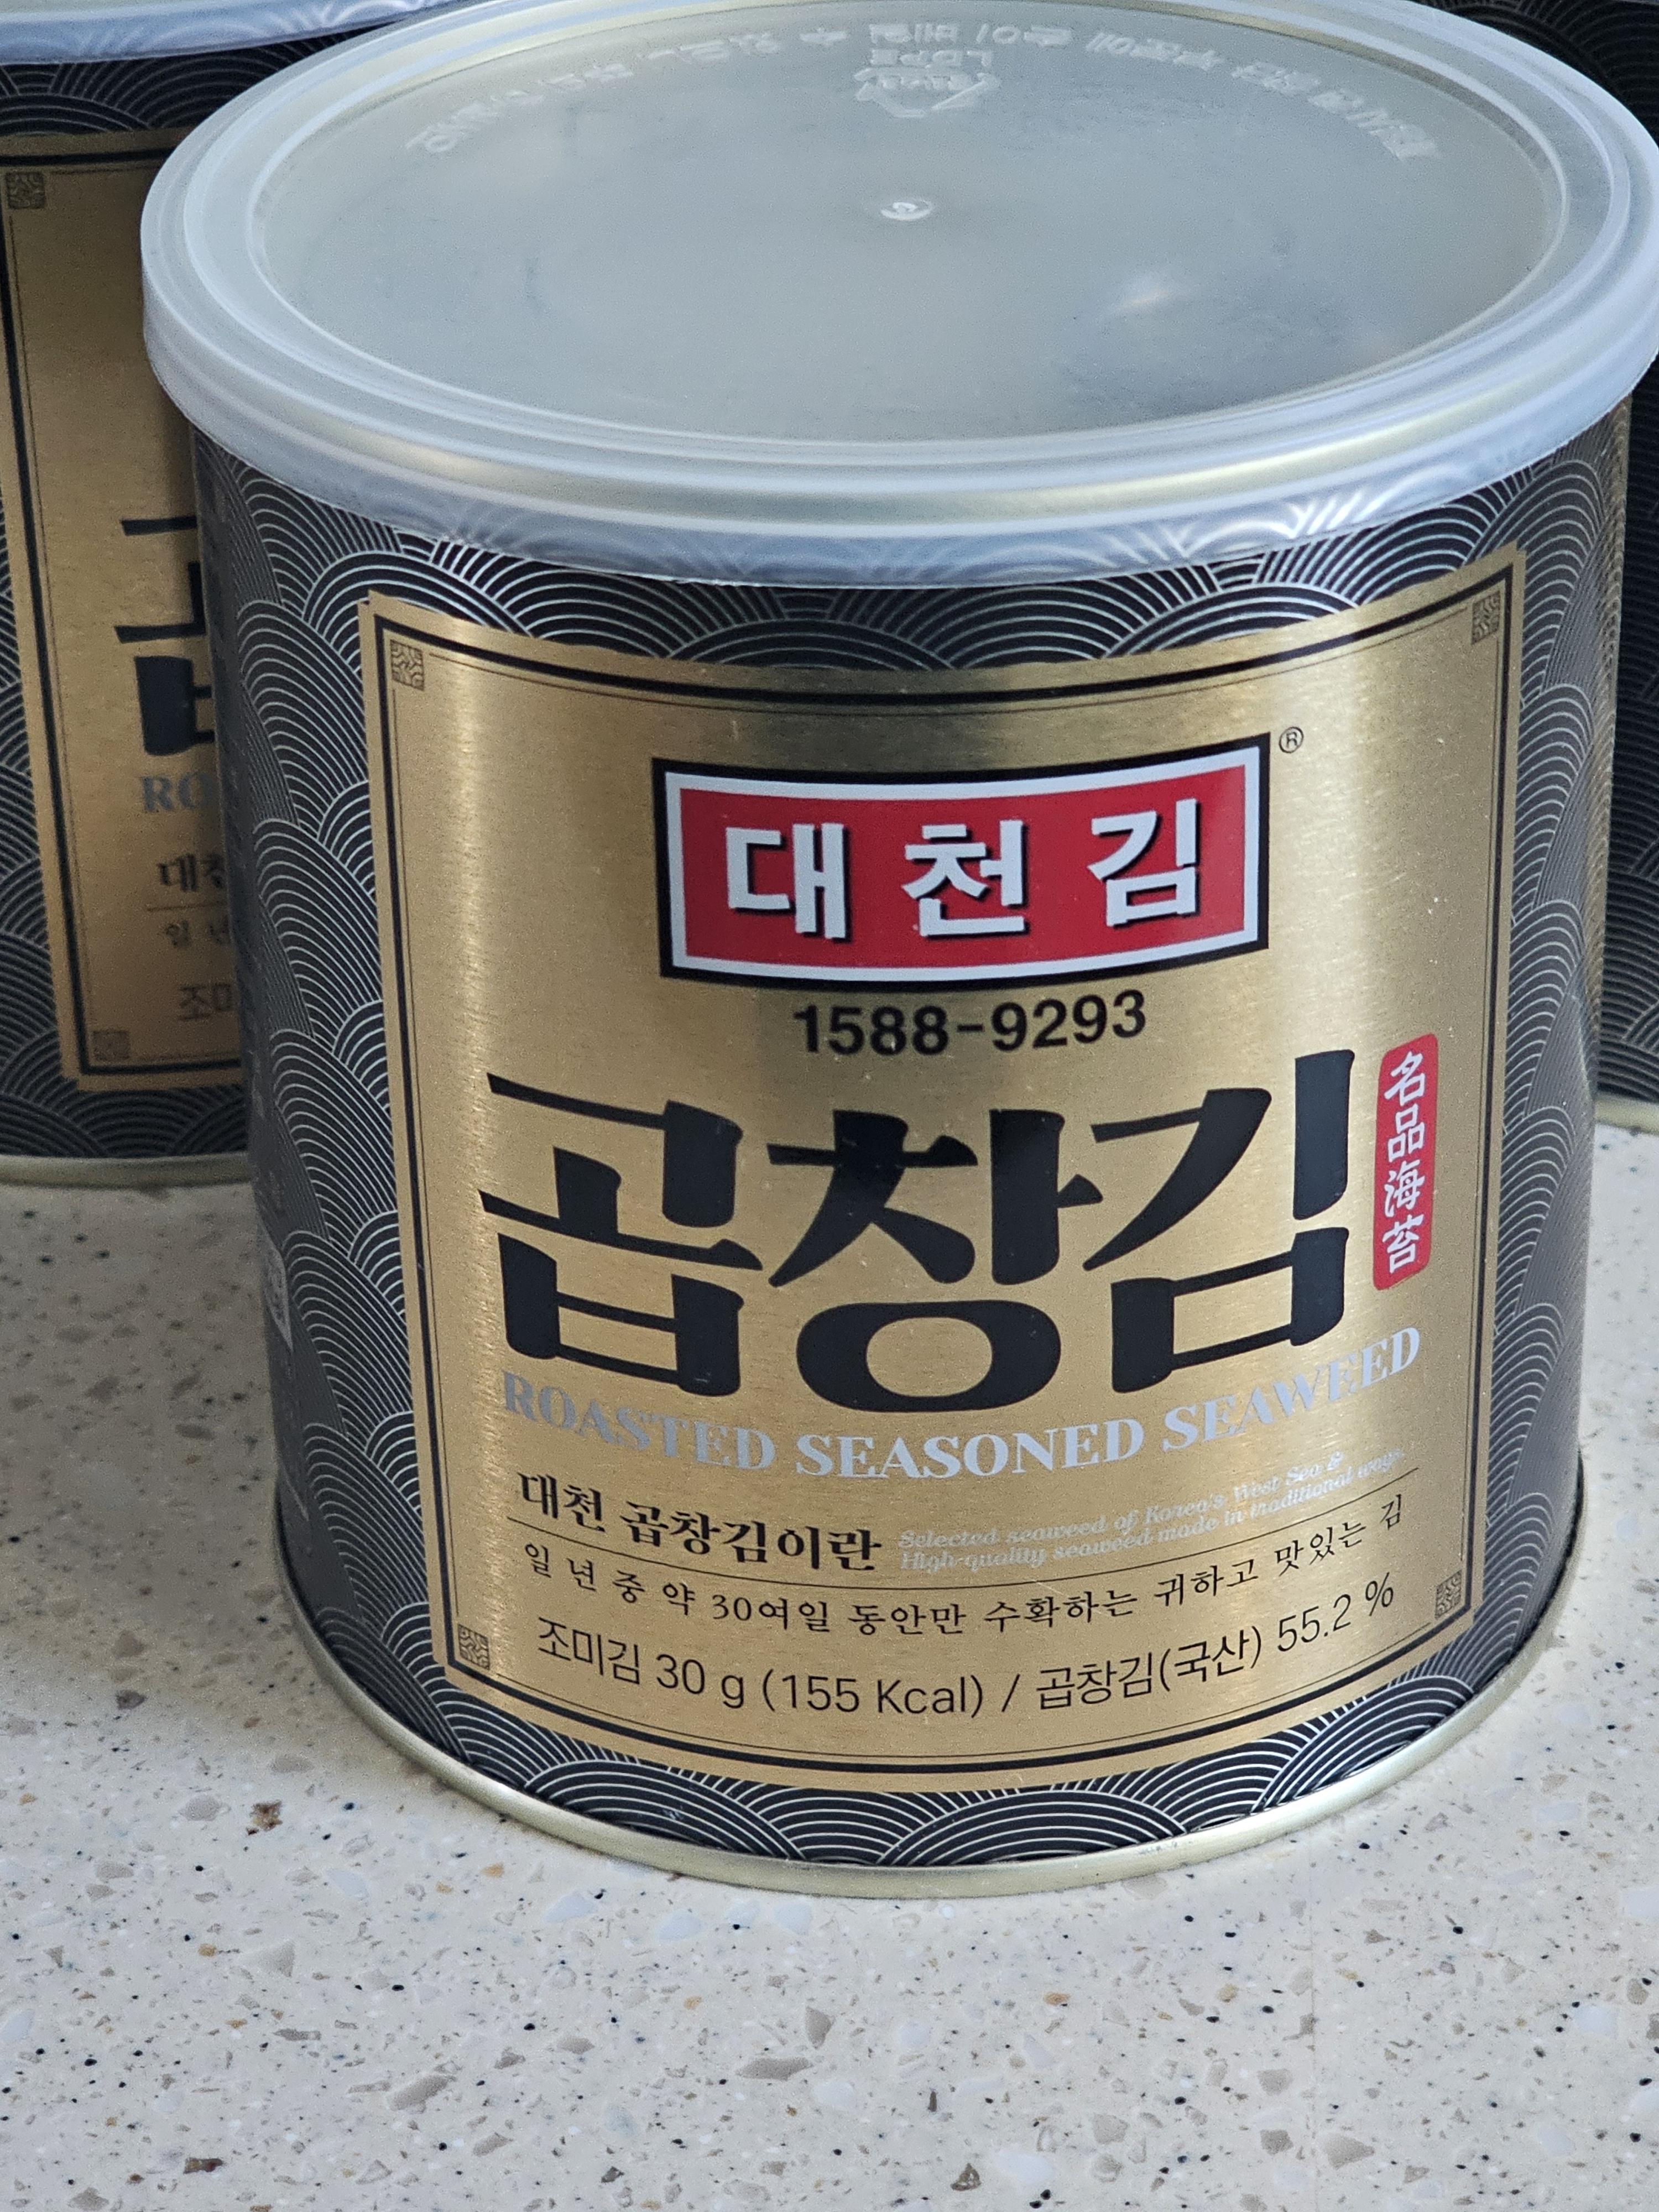 LDPE
대천김
®
1588-9293
곱창김
名品海苔
ROASTED SEASONED SEAWEED
대천 곱창김이란
Selected seaweed of Korea's West Sea &
High-quality seaweed made in traditional ways.
일 년 중 약 30여일 동안만 수확하는 귀하고 맛있는 김
조미김 30 g (155 Kcal) / 곱창김(국산) 55.2 %